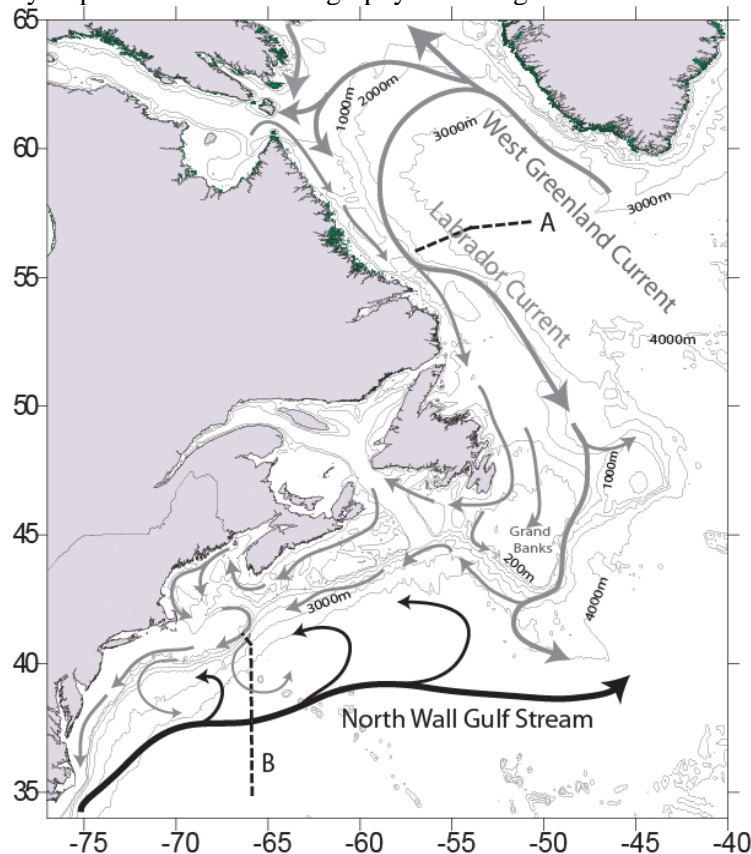 65
2000m
1000m
3000m
60
West Greenland Current
3000m
A
Labrador Current
55
4000m
50
1000m
45
Grand
Banks
200m
4000m
3000m
40
North Wall Gulf Stream
B
35
-75 -70 -65 -60 -55 -50 -45 -40